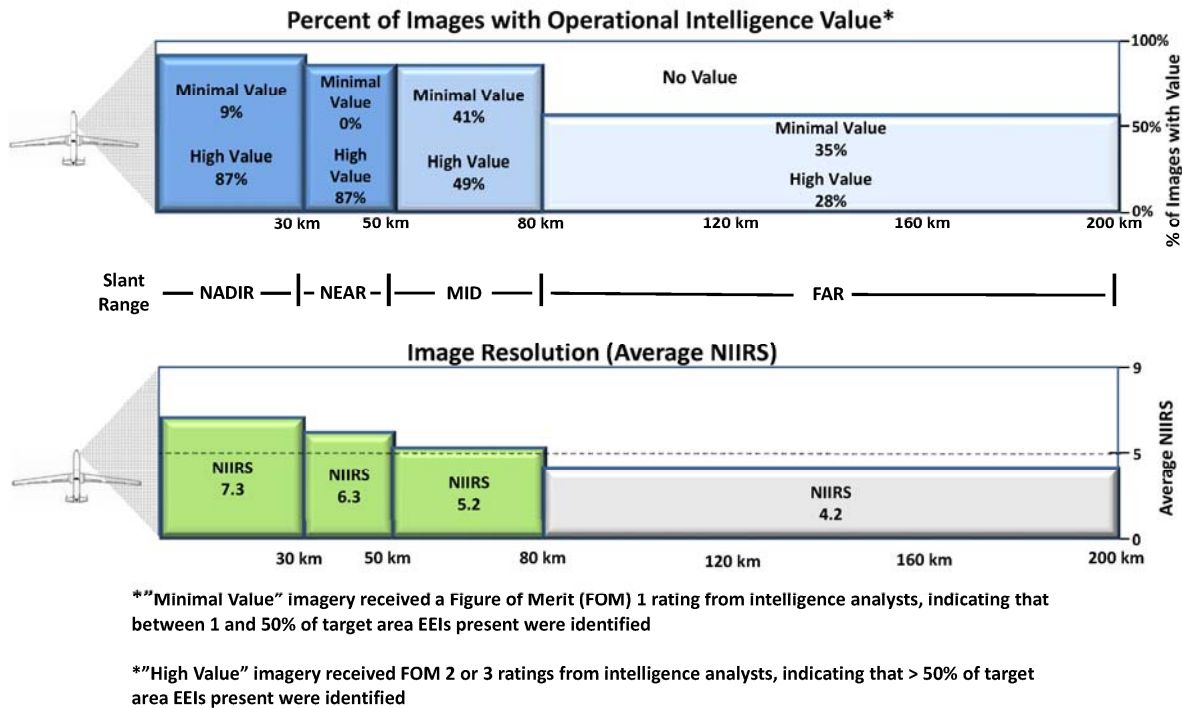 Percent of Images with Operational Intelligence Value*
100%
50%
0%
% of Images with Value
No Value
Minimal Value
9%
High Value
87%
Minimal
Value
0%
High
Value
87%
Minimal Value
41%
High Value
49%
Minimal Value
35%
High Value
28%
30 km
50 km
80 km
120 km
160 km
200 km
Slant
Range
NADIR
NEAR
MID
FAR
Image Resolution (Average NIIRS)
9
5
0
Average NIIRS
NIIRS
7.3
NIIRS
6.3
NIIRS
5.2
NIIRS
4.2
30 km
50 km
80 km
120 km
160 km
200 km
*”Minimal Value” imagery received a Figure of Merit (FOM) 1 rating from intelligence analysts, indicating that
between 1 and 50% of target area EEIs present were identified
*”High Value” imagery received FOM 2 or 3 ratings from intelligence analysts, indicating that > 50% of target
area EEIs present were identified